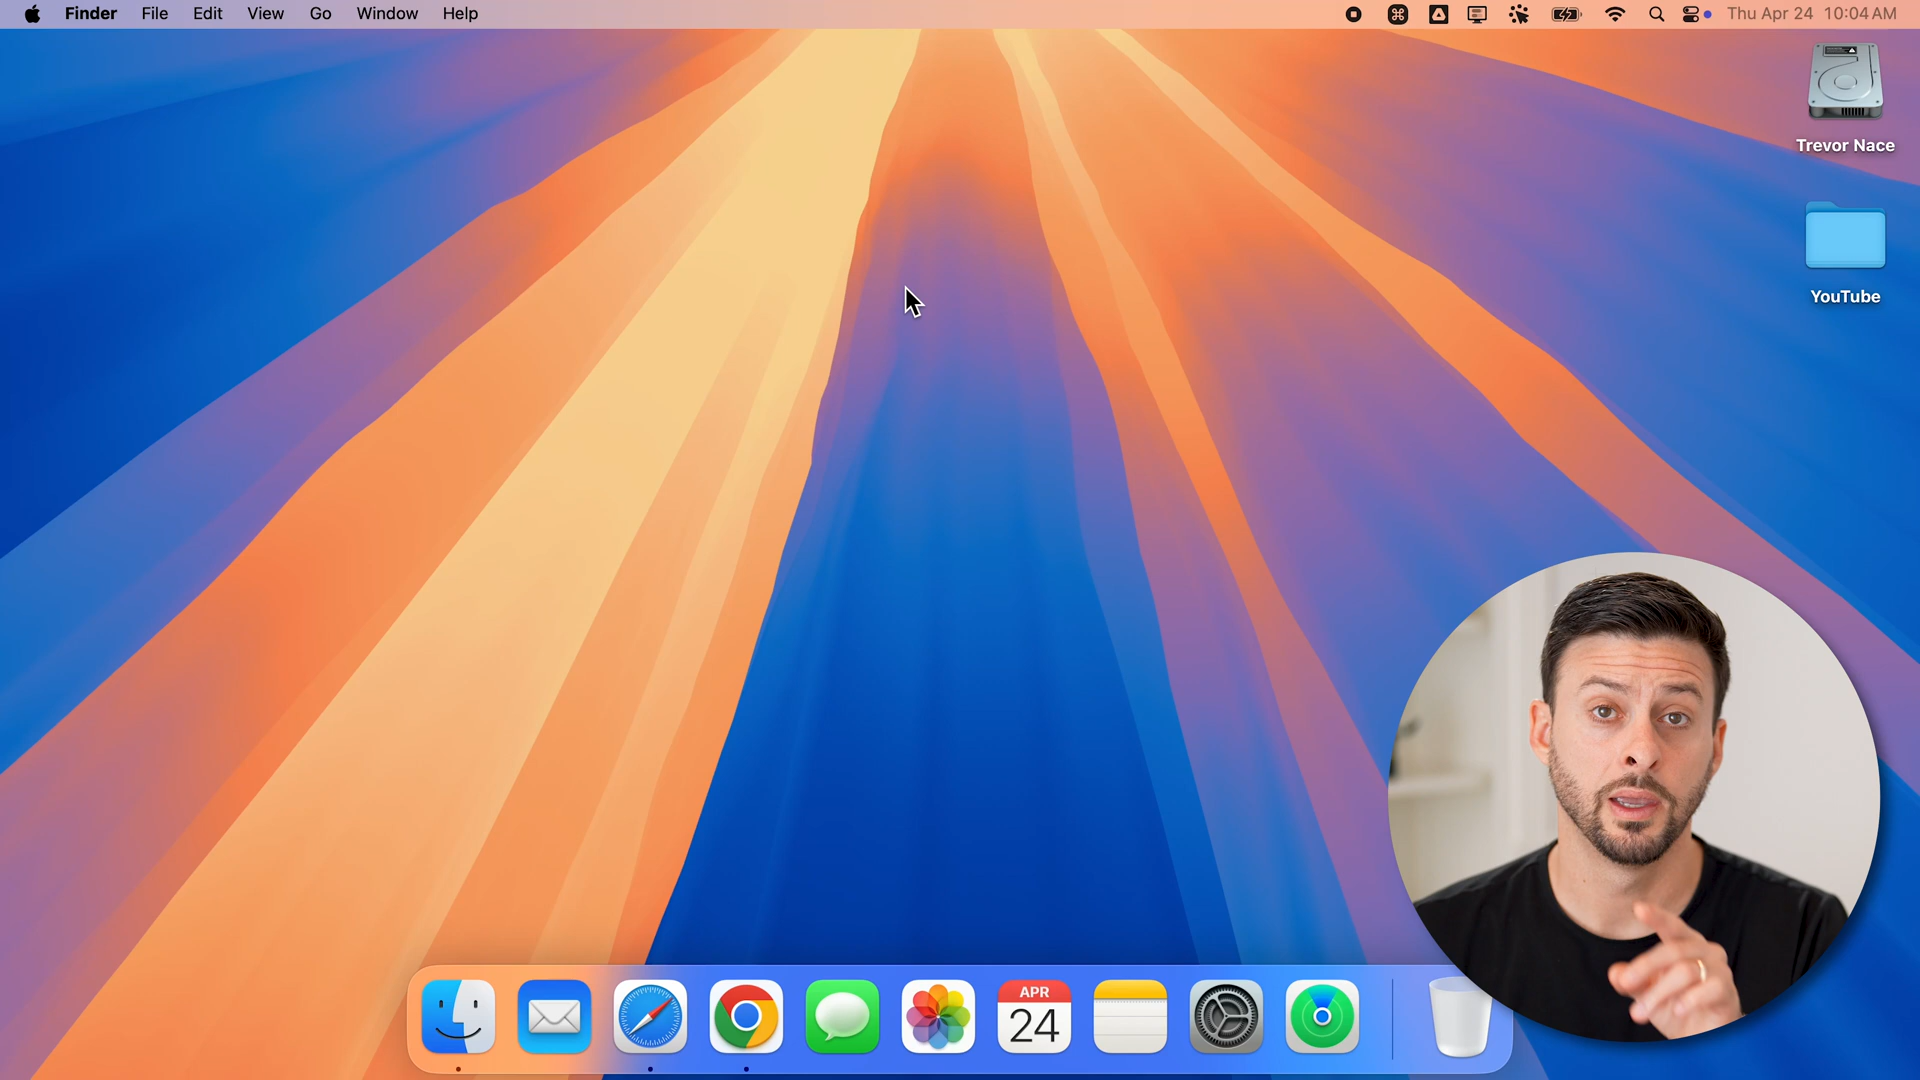 Finder File Edit View Go Window Help Thu Apr 24 10:04 AM
Trevor Nace
YouTube
APR
24